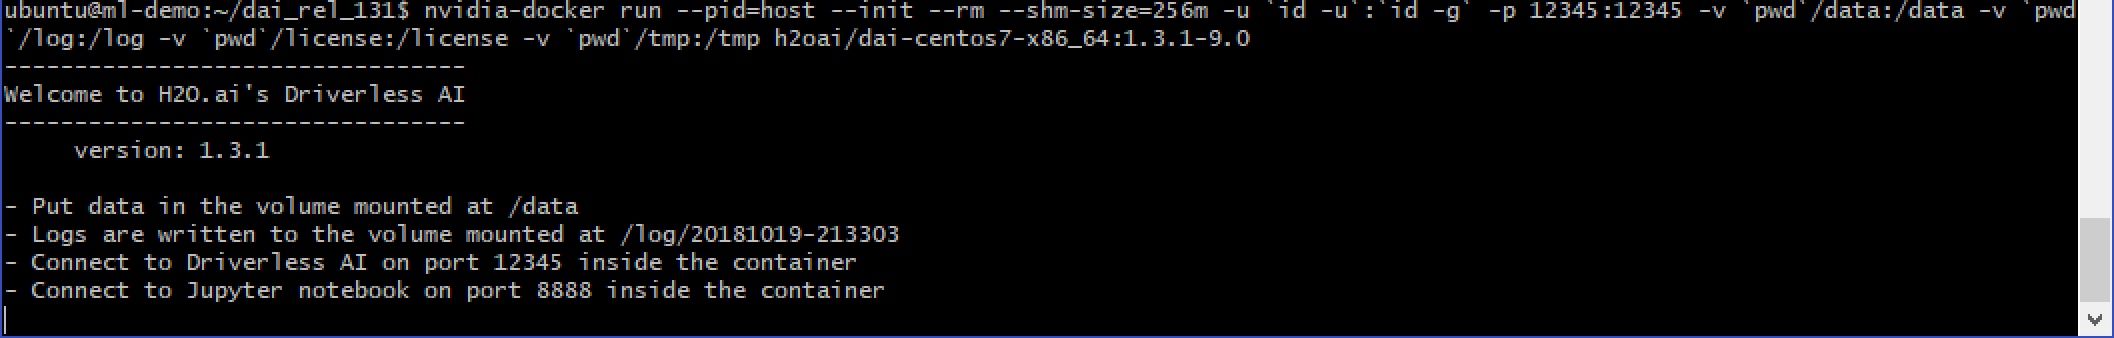 ubuntu@ml-demo:~/dai_rel_131$ nvidia-docker run --pid=host --init --rm --shm-size=256m -u `id -u`:`id -g` -p 12345:12345 -v `pwd`/data:/data -v `pwd
`/log:/log -v `pwd`/license:/license -v `pwd`/tmp:/tmp h2oai/dai-centos7-x86_64:1.3.1-9.0
---------------------------------
Welcome to H2O.ai's Driverless AI
---------------------------------
     version: 1.3.1

- Put data in the volume mounted at /data
- Logs are written to the volume mounted at /log/20181019-213303
- Connect to Driverless AI on port 12345 inside the container
- Connect to Jupyter notebook on port 8888 inside the container